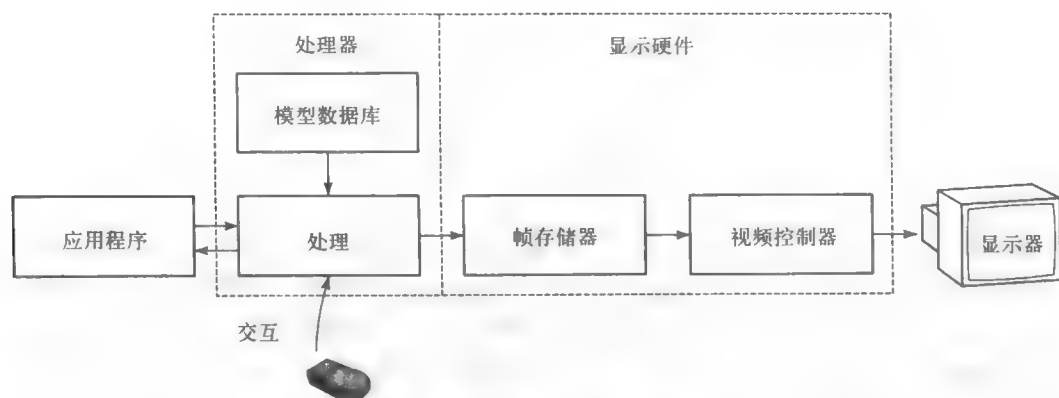 处理器
显示硬件
模型数据库
应用程序
处理
帧存储器
视频控制器
显示器
交互